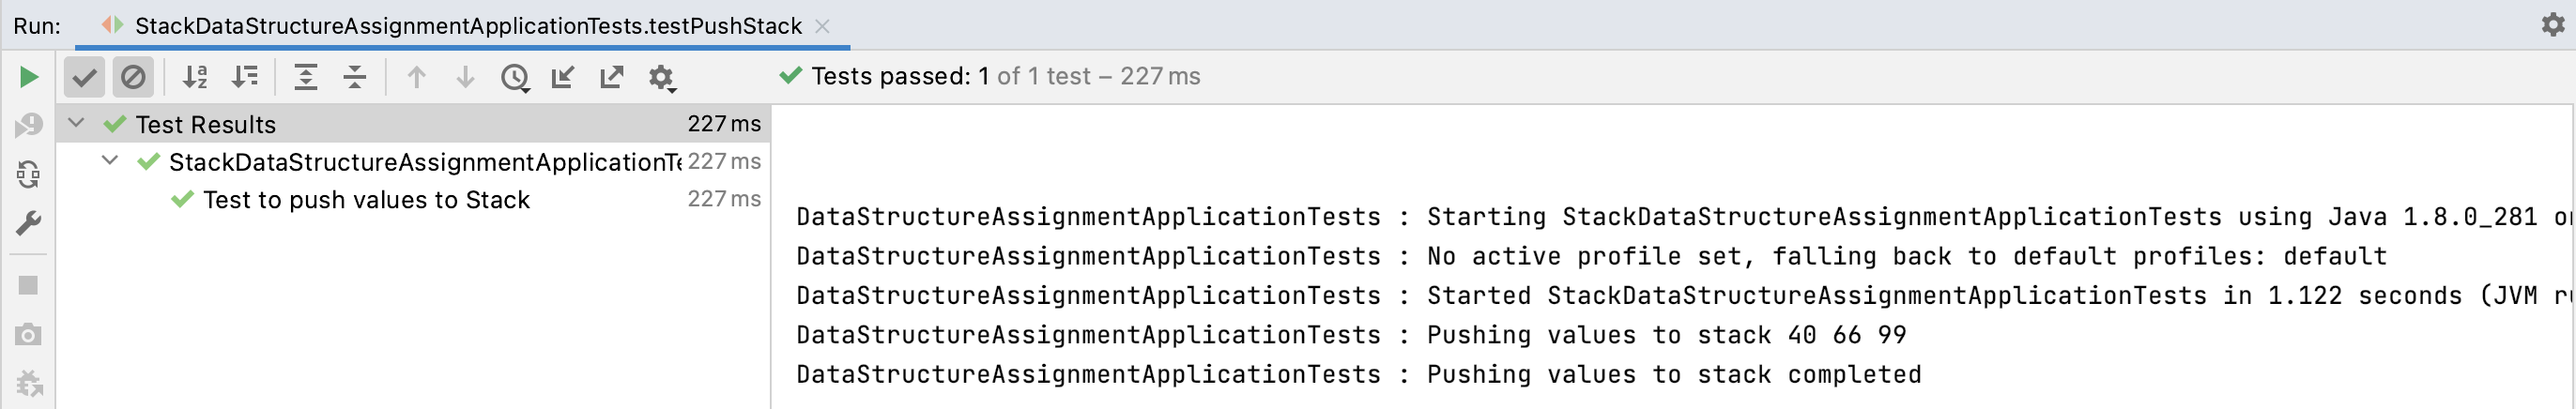 Run: StackDataStructureAssignmentApplicationTests.testPushStack
Tests passed: 1 of 1 test – 227 ms
Test Results 227 ms
StackDataStructureAssignmentApplicationTe 227 ms
Test to push values to Stack 227 ms
DataStructureAssignmentApplicationTests : Starting StackDataStructureAssignmentApplicationTests using Java 1.8.0_281 on
DataStructureAssignmentApplicationTests : No active profile set, falling back to default profiles: default
DataStructureAssignmentApplicationTests : Started StackDataStructureAssignmentApplicationTests in 1.122 seconds (JVM
DataStructureAssignmentApplicationTests : Pushing values to stack 40 66 99
DataStructureAssignmentApplicationTests : Pushing values to stack completed